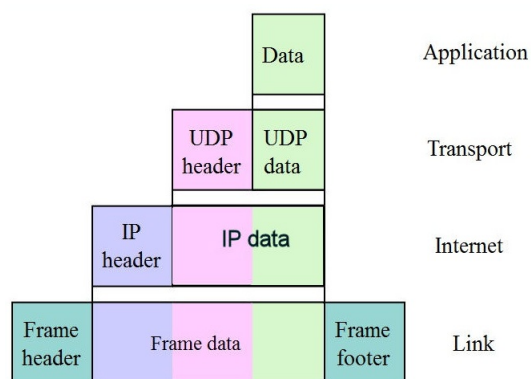 Data Application
UDP header UDP data Transport
IP header IP data Internet
Frame header Frame data Frame footer Link